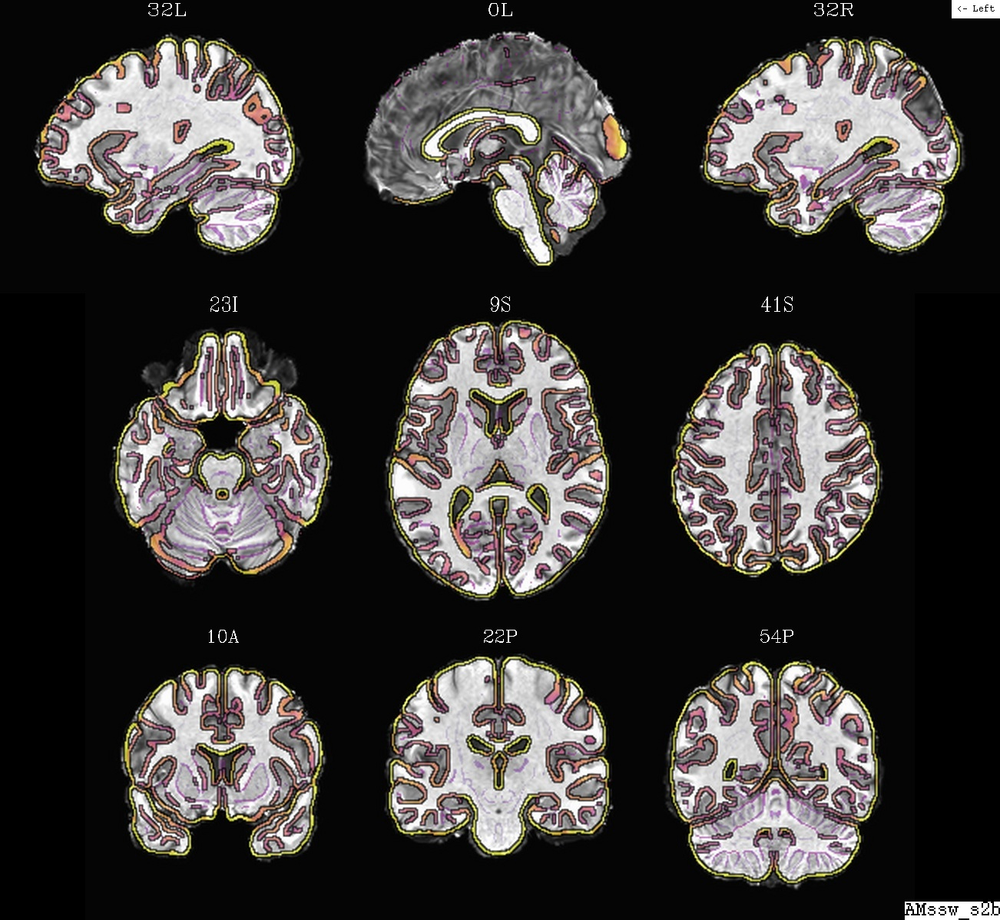 32L 0L 32R
<- Left
23I 9S 41S
10A 22P 54P
AMssw_s2b